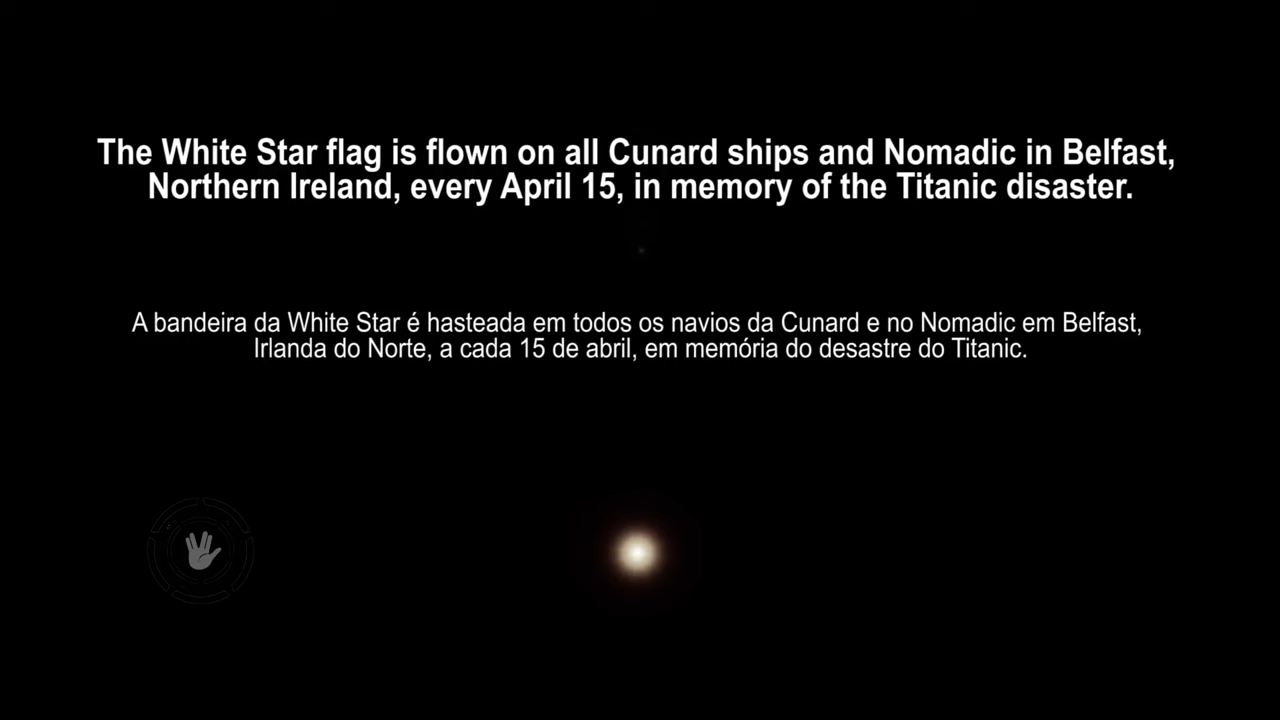 The White Star flag is flown on all Cunard ships and Nomadic in Belfast,
Northern Ireland, every April 15, in memory of the Titanic disaster.
A bandeira da White Star é hasteada em todos os navios da Cunard e no Nomadic em Belfast,
Irlanda do Norte, a cada 15 de abril, em memória do desastre do Titanic.